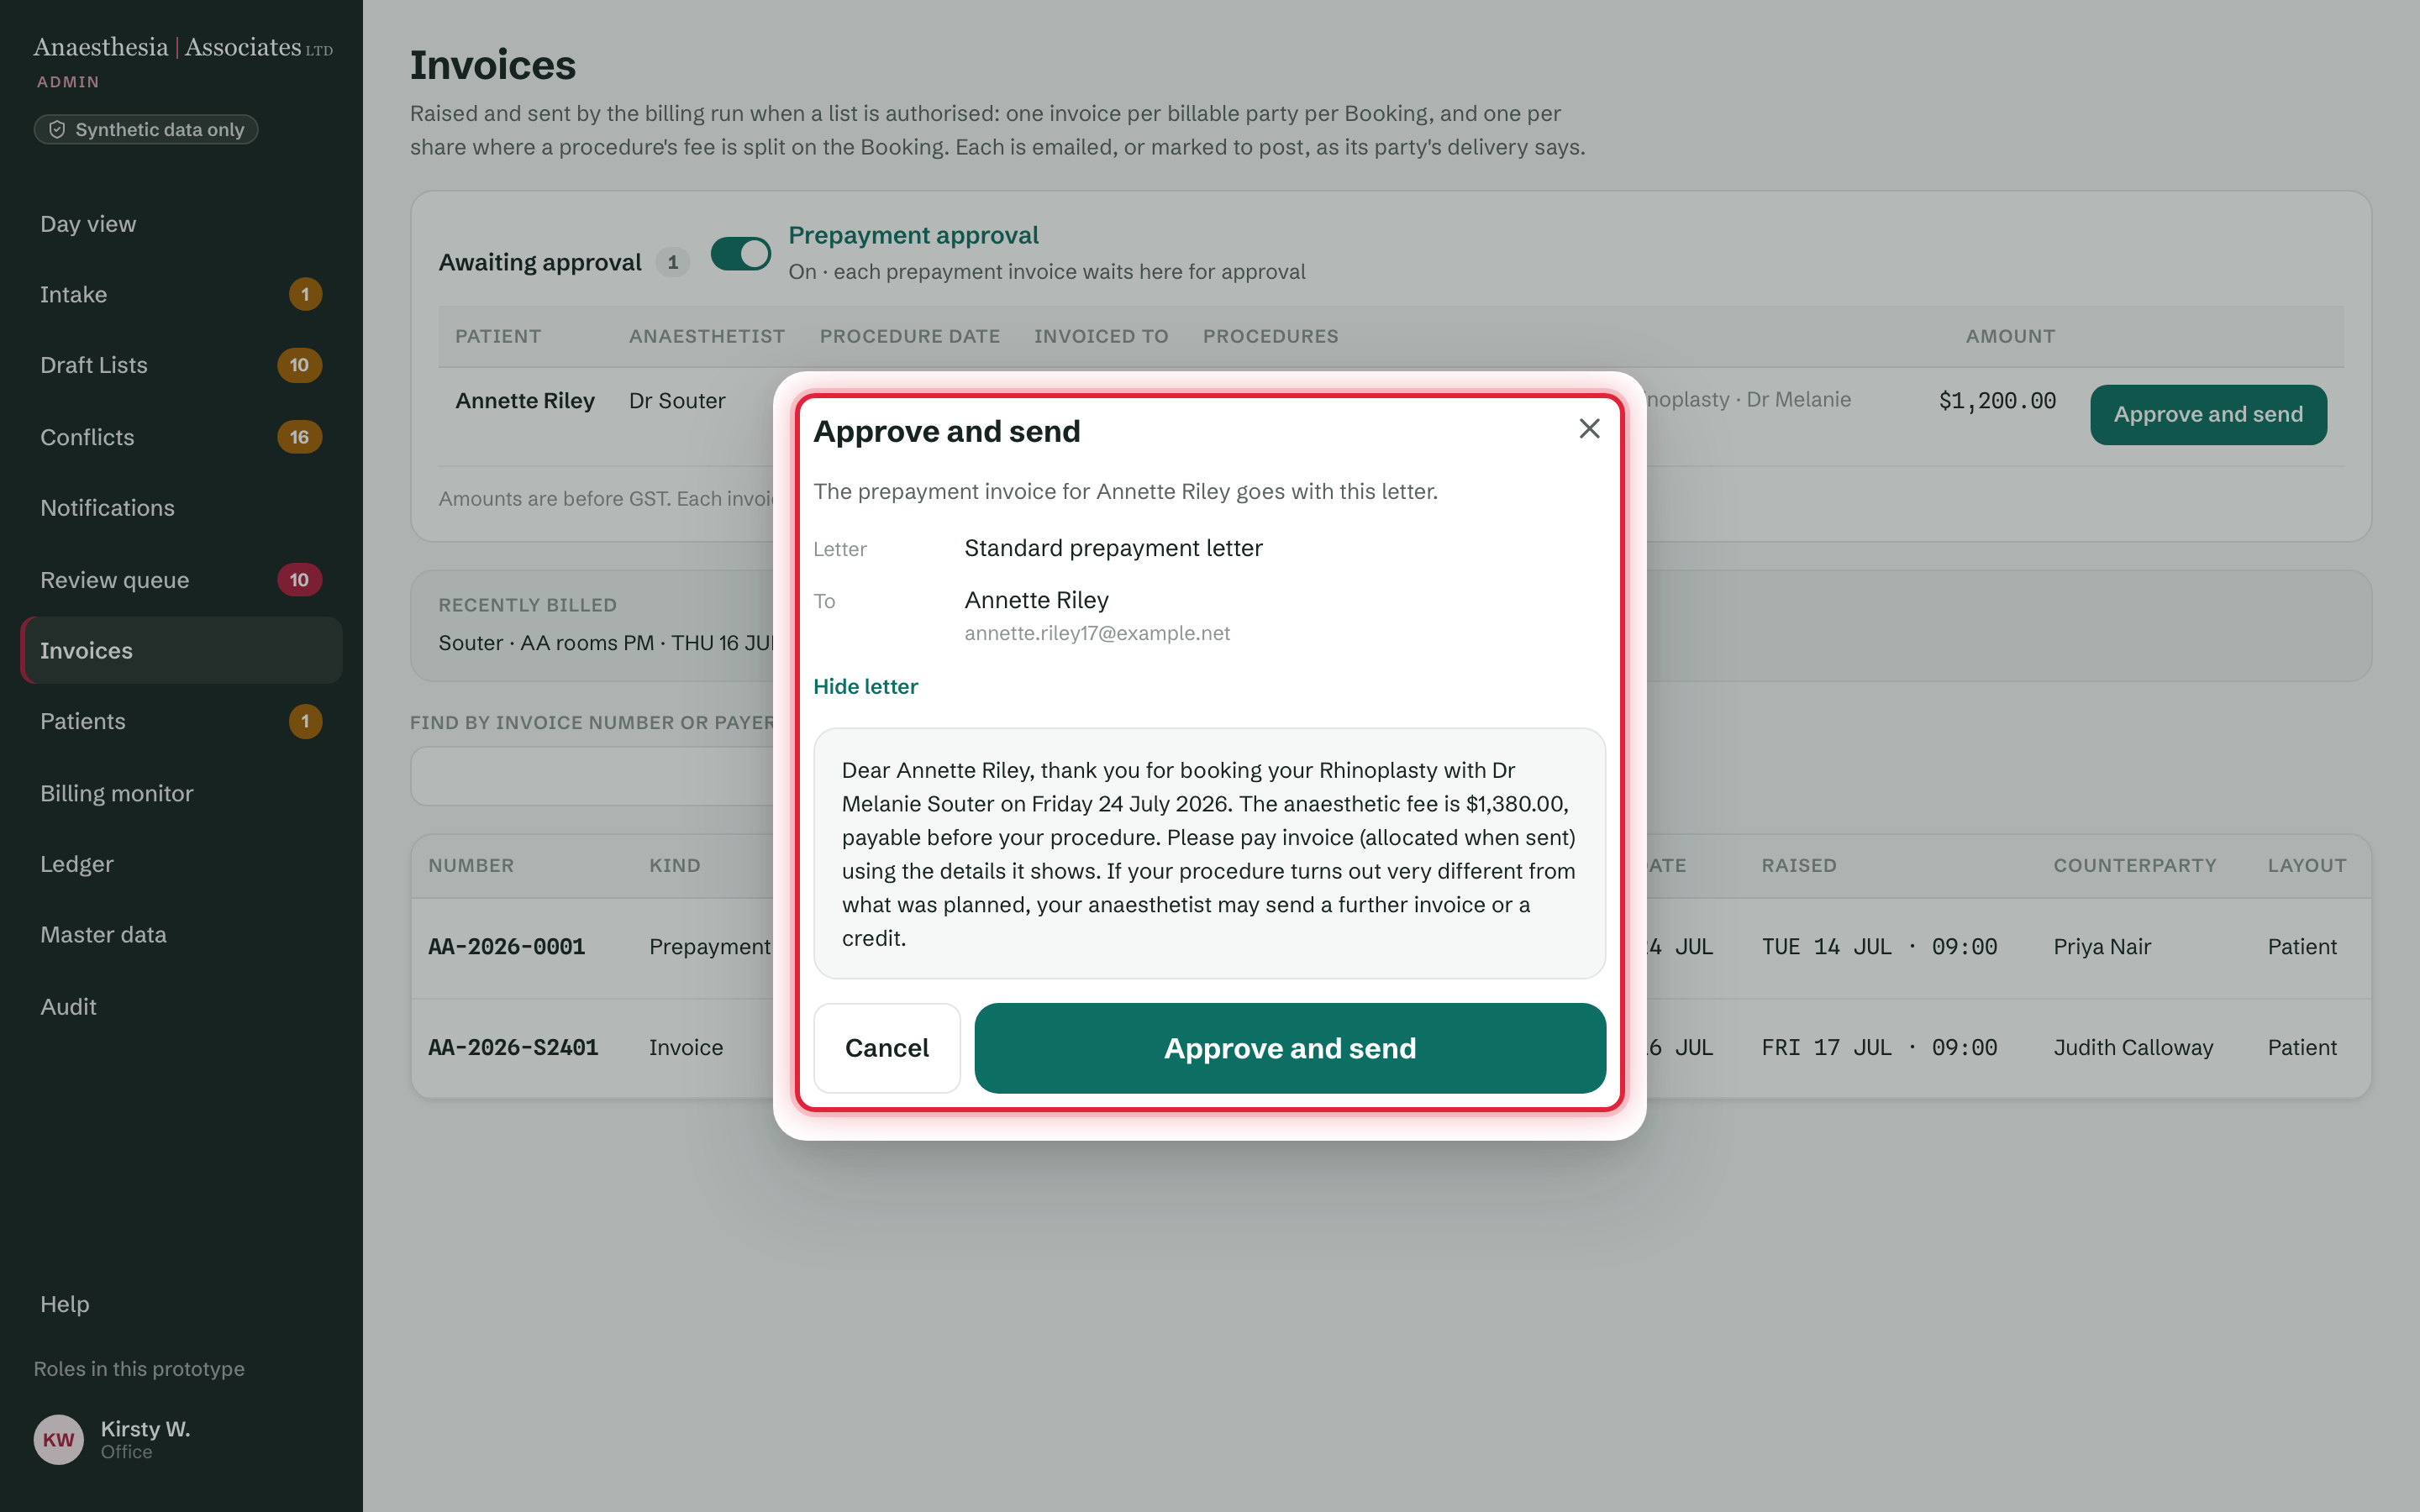 Anaesthesia | Associates LTD
ADMIN
Synthetic data only
Day view
Intake 1
Draft Lists 10
Conflicts 16
Notifications
Review queue 10
Invoices
Patients 1
Billing monitor
Ledger
Master data
Audit
Help
Roles in this prototype
KW Kirsty W.
Office
Invoices
Raised and sent by the billing run when a list is authorised: one invoice per billable party per Booking, and one per
share where a procedure's fee is split on the Booking. Each is emailed, or marked to post, as its party's delivery says.
Awaiting approval 1
Prepayment approval
On · each prepayment invoice waits here for approval
PATIENT ANAESTHETIST PROCEDURE DATE INVOICED TO PROCEDURES AMOUNT
Annette Riley Dr Souter noplasty · Dr Melanie $1,200.00 Approve and send
Amounts are before GST. Each
RECENTLY BILLED
Souter · AA rooms PM · THU 16
FIND BY INVOICE NUMBER OR PAYER
NUMBER KIND RAISED COUNTERPARTY LAYOUT
AA-2026-0001 Prepayment 4 JUL TUE 14 JUL · 09:00 Priya Nair Patient
AA-2026-S2401 Invoice 6 JUL FRI 17 JUL · 09:00 Judith Calloway Patient
Approve and send
The prepayment invoice for Annette Riley goes with this letter.
Letter Standard prepayment letter
To Annette Riley
annette.riley17@example.net
Hide letter
Dear Annette Riley, thank you for booking your Rhinoplasty with Dr
Melanie Souter on Friday 24 July 2026. The anaesthetic fee is $1,380.00,
payable before your procedure. Please pay invoice (allocated when sent)
using the details it shows. If your procedure turns out very different from
what was planned, your anaesthetist may send a further invoice or a
credit.
Cancel Approve and send